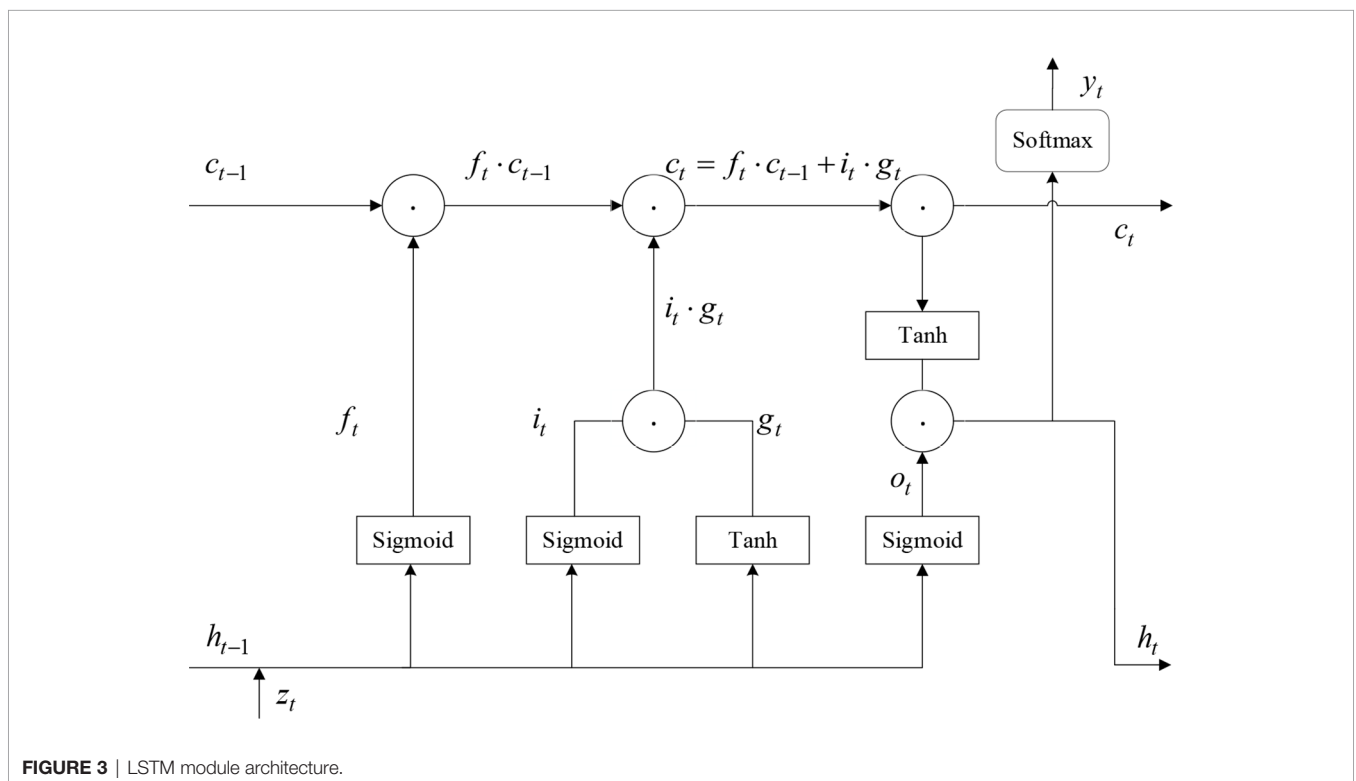 y_t
Softmax
c_{t-1}
f_t · c_{t-1}
c_t = f_t · c_{t-1} + i_t · g_t
.
.
.
c_t
i_t · g_t
Tanh
f_t
i_t
.
g_t
.
o_t
Sigmoid
Sigmoid
Tanh
Sigmoid
h_{t-1}
h_t
z_t
FIGURE 3 | LSTM module architecture.